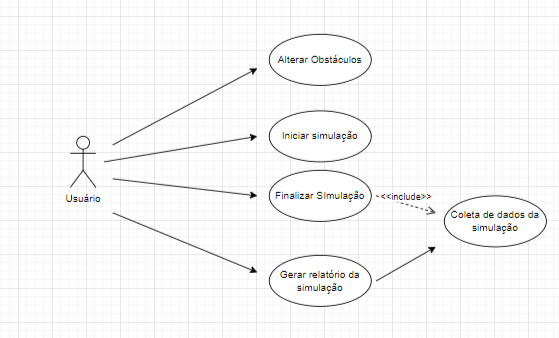 Alterar Obstáculos
Iniciar simulação
Usuário
Finalizar SImulação
<<include>>
Coleta de dados da
simulação
Gerar relatório da
simulação